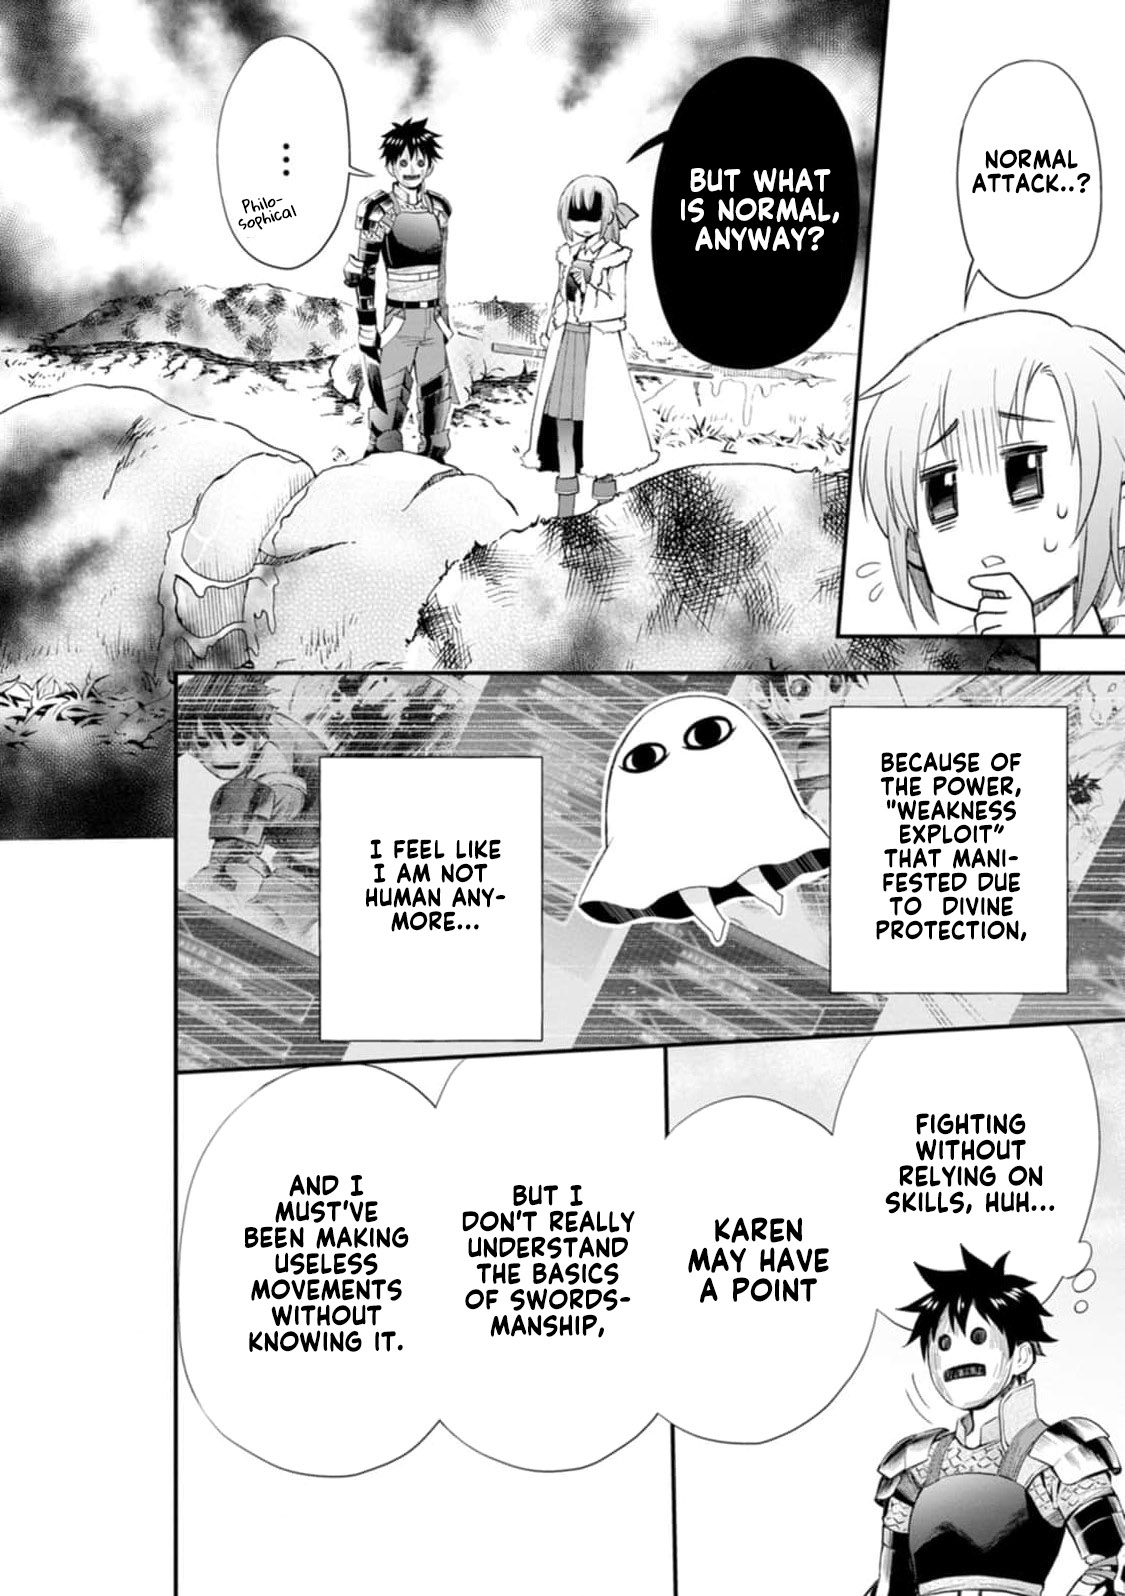 NORMAL
ATTACK..?
BUT WHAT
IS NORMAL,
ANYWAY?
...
Philo-
sophical
BECAUSE OF
THE POWER,
"WEAKNESS
EXPLOIT"
THAT MANI-
FESTED DUE
TO DIVINE
PROTECTION,
I FEEL LIKE
I AM NOT
HUMAN ANY-
MORE...
FIGHTING
WITHOUT
RELYING ON
SKILLS, HUH...
KAREN
MAY HAVE
A POINT
BUT I
DON'T REALLY
UNDERSTAND
THE BASICS
OF SWORDS-
MANSHIP,
AND I
MUST'VE
BEEN MAKING
USELESS
MOVEMENTS
WITHOUT
KNOWING IT.